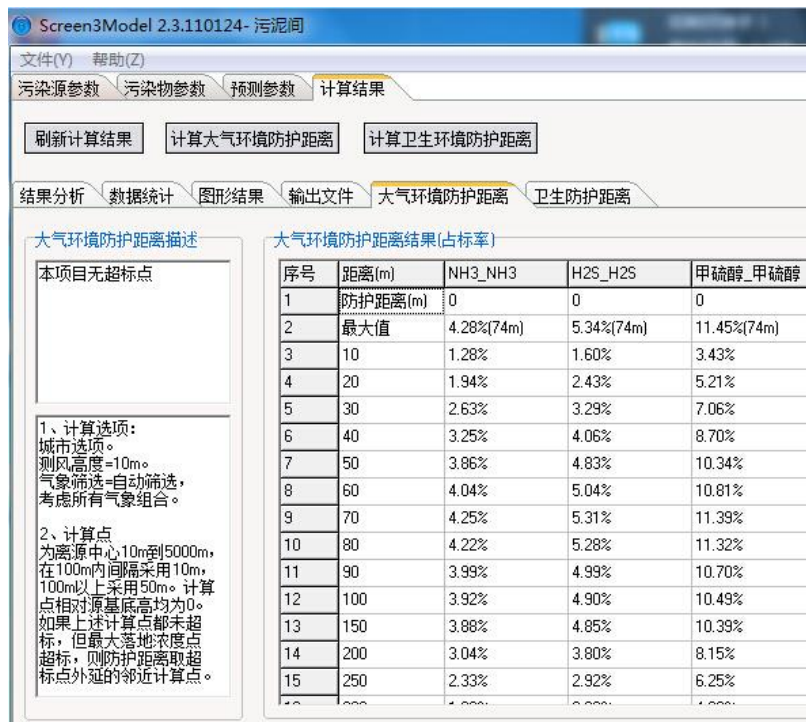 Screen3Model 2.3.110124- 污泥间
文件(Y) 帮助(Z)
污染源参数 污染物参数 预测参数 计算结果
刷新计算结果 计算大气环境防护距离 计算卫生环境防护距离
结果分析 数据统计 图形结果 输出文件 大气环境防护距离 卫生防护距离
大气环境防护距离描述
本项目无超标点
1、计算选项:
城市选项。
测风高度=10m。
气象筛选=自动筛选,
考虑所有气象组合。
2、计算点
为离源中心10m到5000m,
在100m内间隔采用10m,
100m以上采用50m。计算
点相对源基底高均为0。
如果上述计算点都未超
标,但最大落地浓度点
超标,则防护距离取超
标点外延的邻近计算点。
大气环境防护距离结果(占标率)
序号 距离(m) NH3_NH3 H2S_H2S 甲硫醇_甲硫醇
1 防护距离(m) 0 0 0
2 最大值 4.28%(74m) 5.34%(74m) 11.45%(74m)
3 10 1.28% 1.60% 3.43%
4 20 1.94% 2.43% 5.21%
5 30 2.63% 3.29% 7.06%
6 40 3.25% 4.06% 8.70%
7 50 3.86% 4.83% 10.34%
8 60 4.04% 5.04% 10.81%
9 70 4.25% 5.31% 11.39%
10 80 4.22% 5.28% 11.32%
11 90 3.99% 4.99% 10.70%
12 100 3.92% 4.90% 10.49%
13 150 3.88% 4.85% 10.39%
14 200 3.04% 3.80% 8.15%
15 250 2.33% 2.92% 6.25%